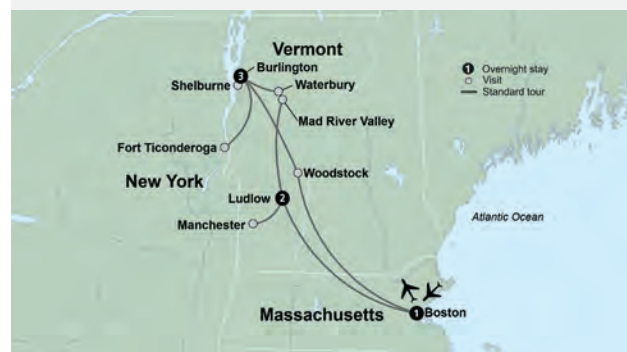 Vermont
Burlington
3
Shelburne
Waterbury
Mad River Valley
1 Overnight stay
Visit
Standard tour
Fort Ticonderoga
New York
Woodstock
Ludlow
2
Manchester
Atlantic Ocean
Massachusetts
1
Boston